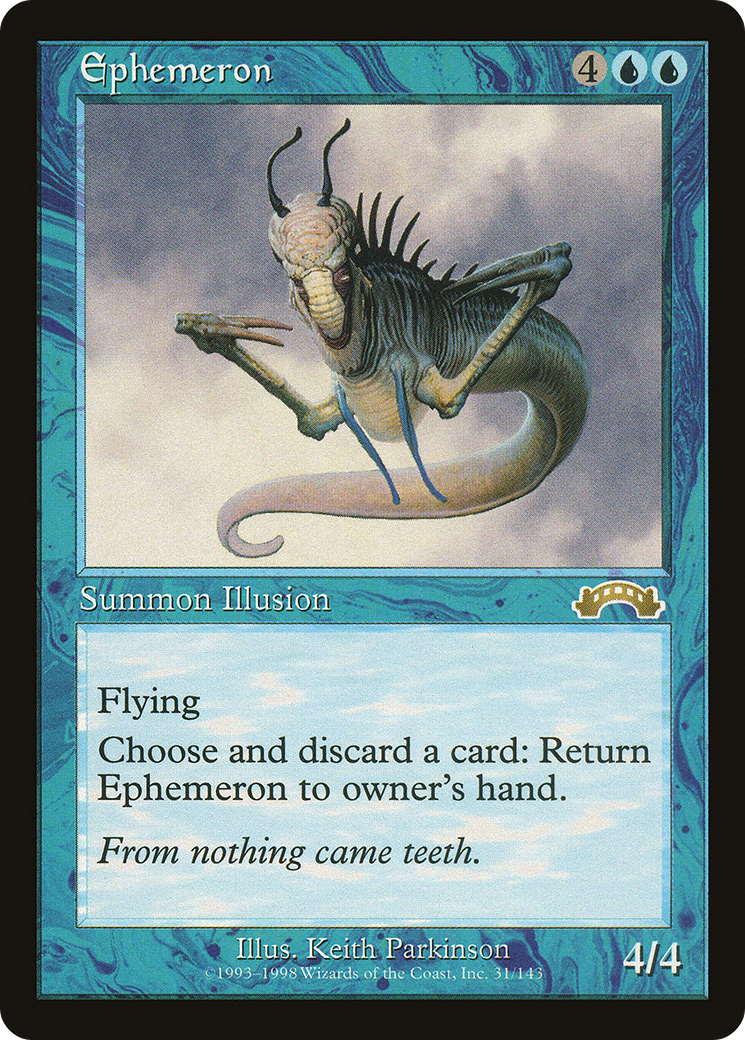 Ephemeron 4
Summon Illusion
Flying
Choose and discard a card: Return
Ephemeron to owner's hand.
From nothing came teeth.
Illus. Keith Parkinson
©1993–1998 Wizards of the Coast, Inc. 31/143
4/4